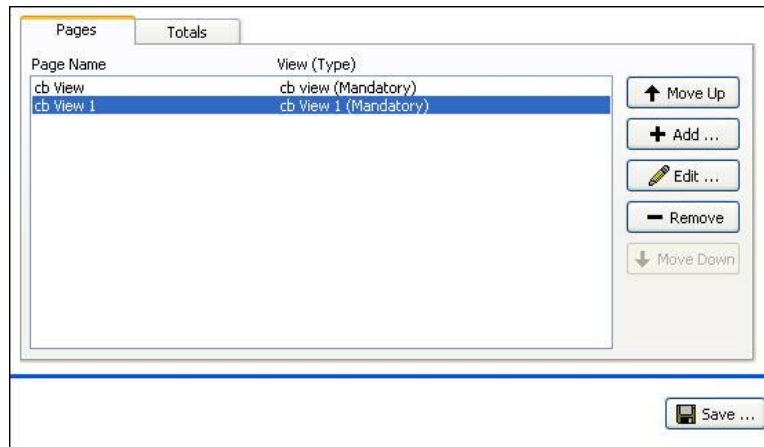 Pages Totals
Page Name View (Type)
cb View cb view (Mandatory)
cb View 1 cb View 1 (Mandatory)
Move Up
Add ...
Edit ...
Remove
Move Down
Save ...